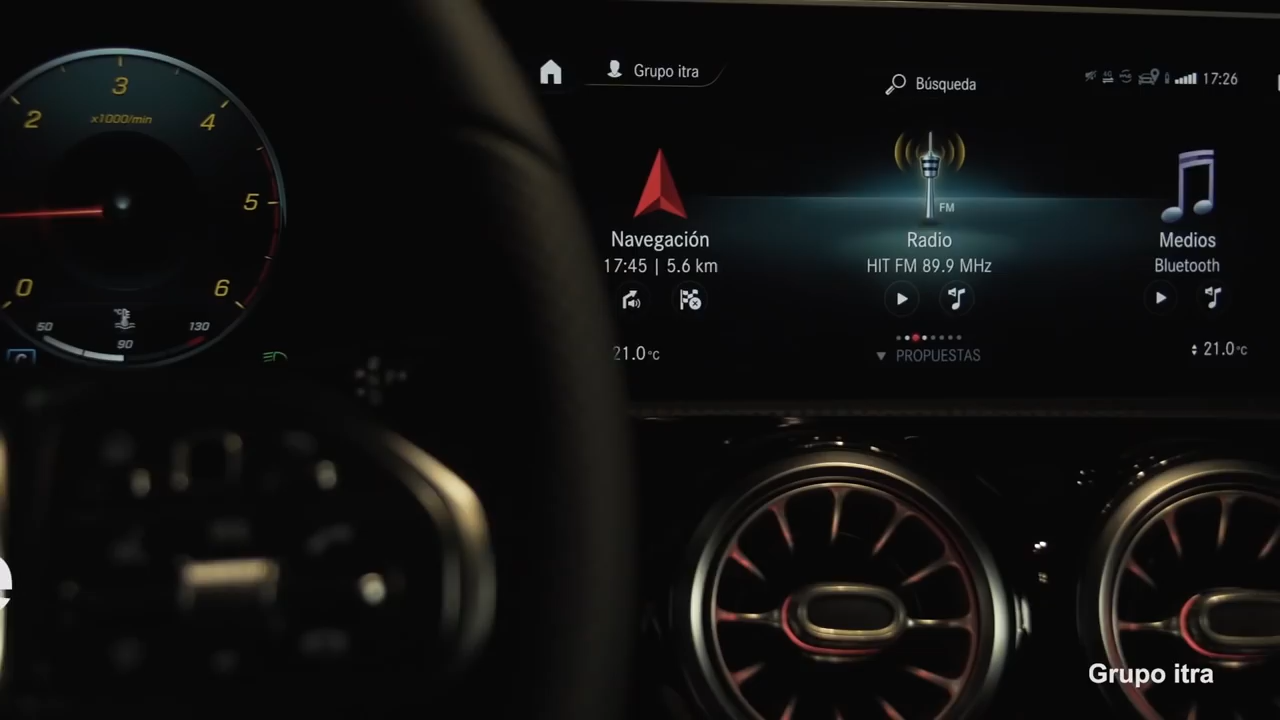 Grupo itra
Búsqueda
17:26
3
2
4
x1000/min
5
0
6
50
130
90
FM
Navegación
Radio
Medios
17:45 | 5.6 km
HIT FM 89.9 MHz
Bluetooth
21.0°C
PROPUESTAS
21.0°C
C
e
Grupo itra